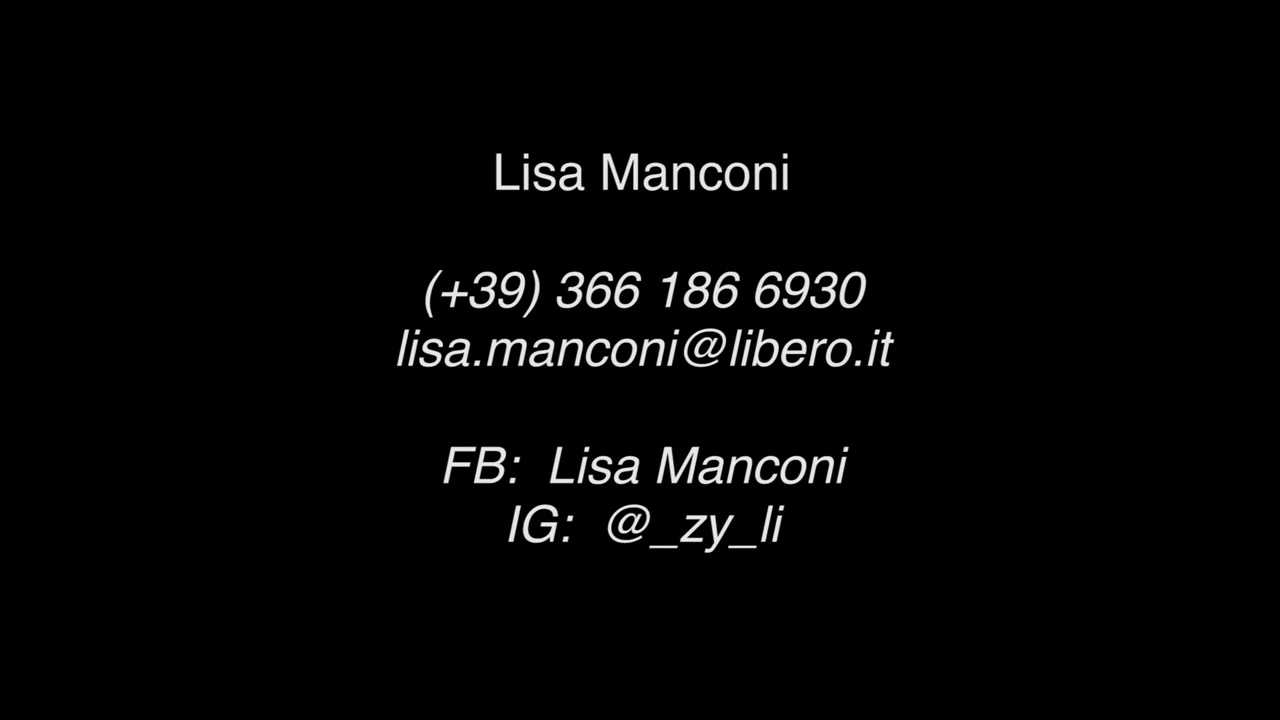 Lisa Manconi
(+39) 366 186 6930
lisa.manconi@libero.it
FB: Lisa Manconi
IG: @_zy_li